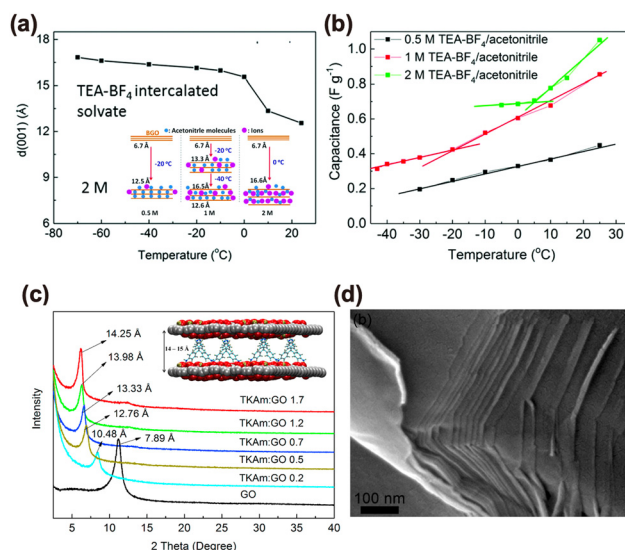 (a)
18
15
12
9
6
3
0
d(001) (Å)
TEA-BF₄ intercalated
solvate
BGO
: Acetonitrile molecules
: Ions
6.7 Å
-20 °C
12.5 Å
0.5 M
6.7 Å
-20 °C
13.3 Å
-40 °C
16.5 Å
12.6 Å
1 M
6.7 Å
0 °C
16.6 Å
2 M
2 M
-80
-60
-40
-20
0
20
Temperature (°C)
(b)
1.0
0.8
0.6
0.4
0.2
0.0
Capacitance (F g⁻¹)
0.5 M TEA-BF₄/acetonitrile
1 M TEA-BF₄/acetonitrile
2 M TEA-BF₄/acetonitrile
-40
-30
-20
-10
0
10
20
30
Temperature (°C)
(c)
Intensity
14.25 Å
13.98 Å
13.33 Å
12.76 Å
10.48 Å
7.89 Å
14 – 15 Å
TKAm:GO 1.7
TKAm:GO 1.2
TKAm:GO 0.7
TKAm:GO 0.5
TKAm:GO 0.2
GO
5
10
15
20
25
30
35
40
2 Theta (Degree)
(d)
(b)
100 nm